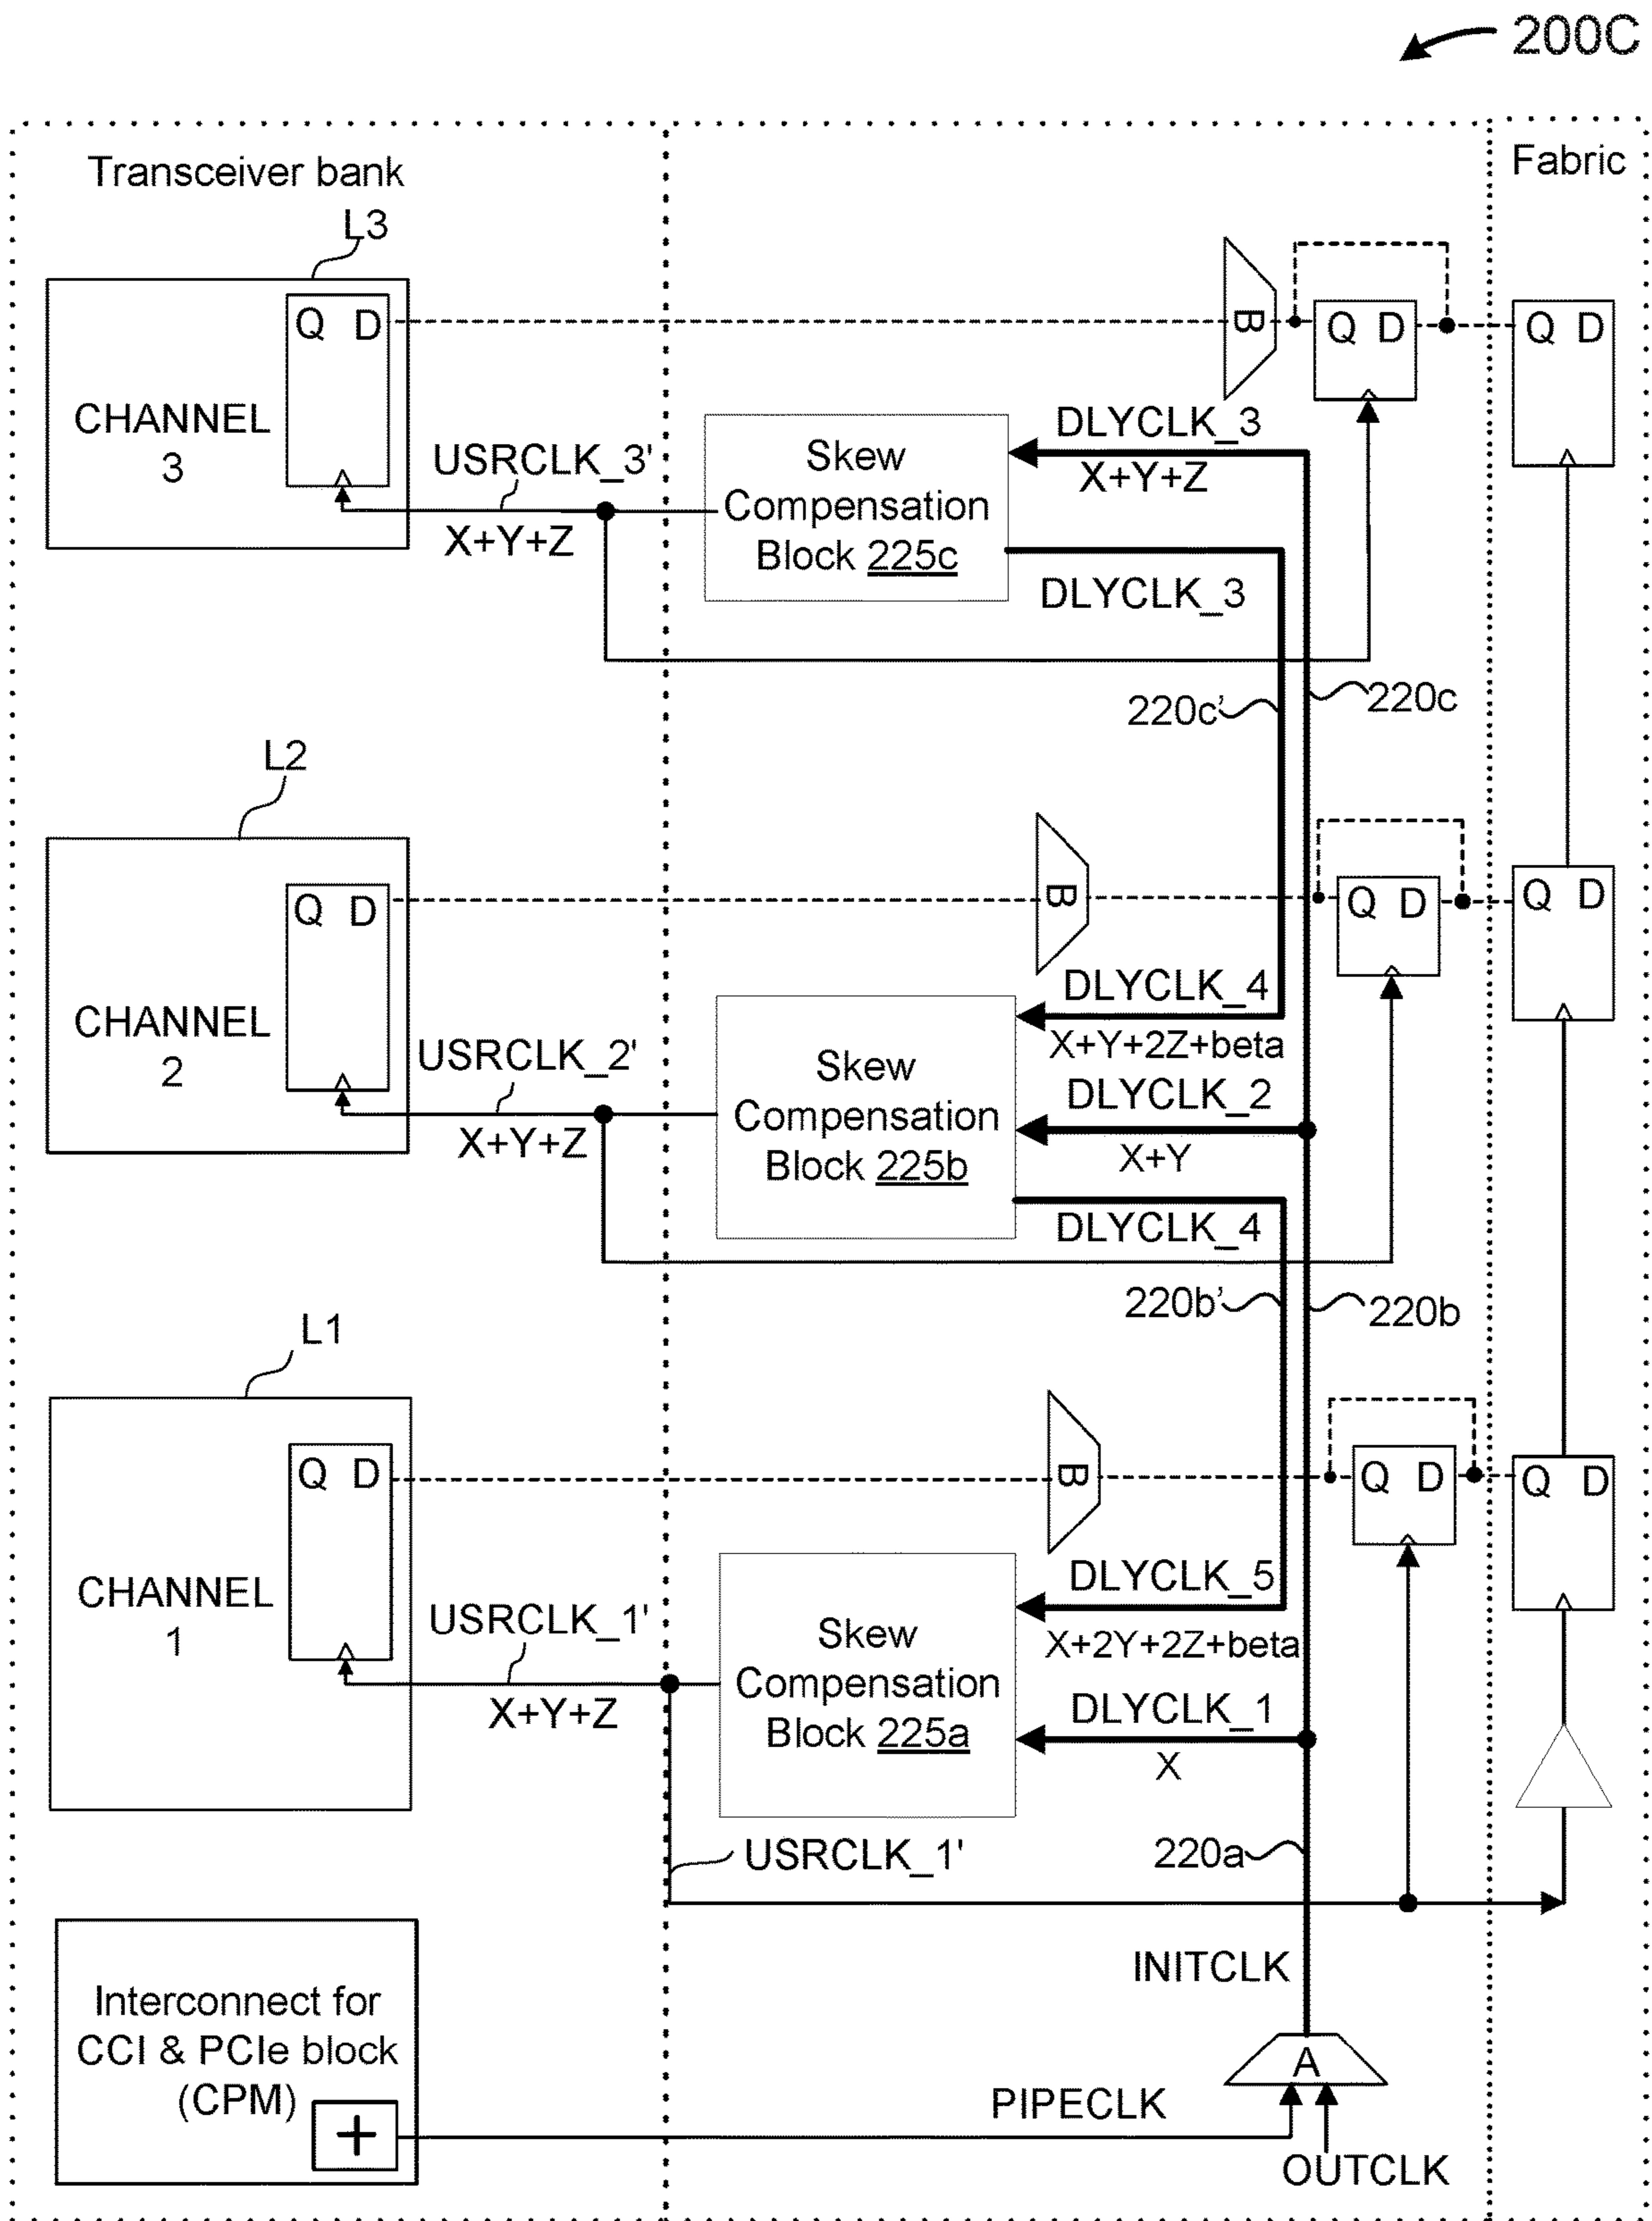 200C
Transceiver bank
Fabric
L3
Q D
B
Q D
Q D
CHANNEL
3
DLYCLK_3
X+Y+Z
Skew
Compensation
Block 225c
USRCLK_3'
X+Y+Z
DLYCLK_3
220c'
220c
L2
Q D
B
Q D
Q D
CHANNEL
2
DLYCLK_4
X+Y+2Z+beta
Skew
Compensation
Block 225b
DLYCLK_2
X+Y
USRCLK_2'
X+Y+Z
DLYCLK_4
220b'
220b
L1
Q D
B
Q D
Q D
CHANNEL
1
DLYCLK_5
X+2Y+2Z+beta
Skew
Compensation
Block 225a
USRCLK_1'
X+Y+Z
DLYCLK_1
X
USRCLK_1'
220a
INITCLK
Interconnect for
CCI & PCIe block
(CPM)
+
A
PIPECLK
OUTCLK